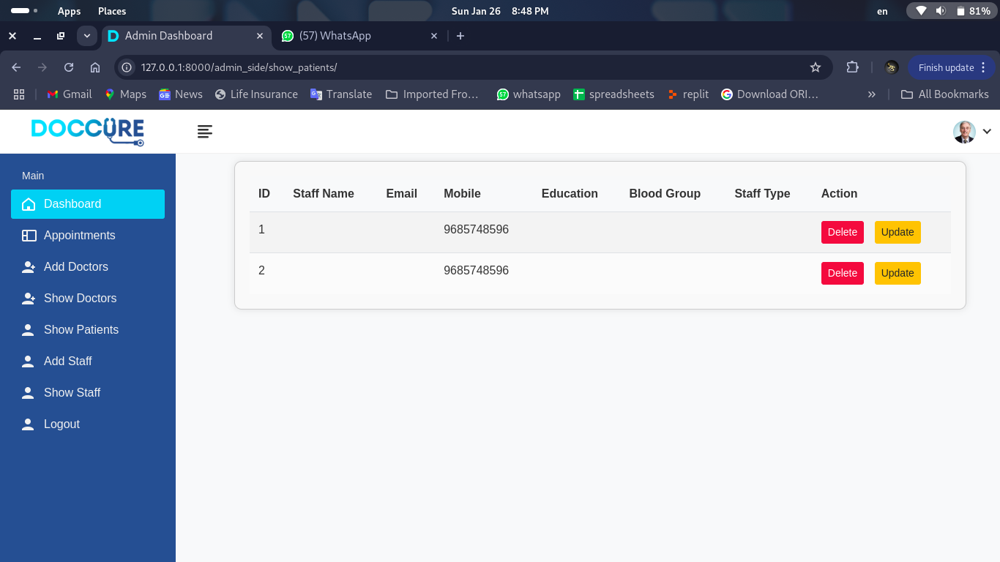 Apps Places Sun Jan 26 8:48 PM en 81%
Admin Dashboard 57 (57) WhatsApp
127.0.0.1:8000/admin_side/show_patients/ Finish update
Gmail Maps News Life Insurance Translate Imported Fro... 57 whatsapp spreadsheets replit Download ORI... All Bookmarks
DOCCURE
Main
Dashboard
Appointments
Add Doctors
Show Doctors
Show Patients
Add Staff
Show Staff
Logout
ID Staff Name Email Mobile Education Blood Group Staff Type Action
1 9685748596 Delete Update
2 9685748596 Delete Update